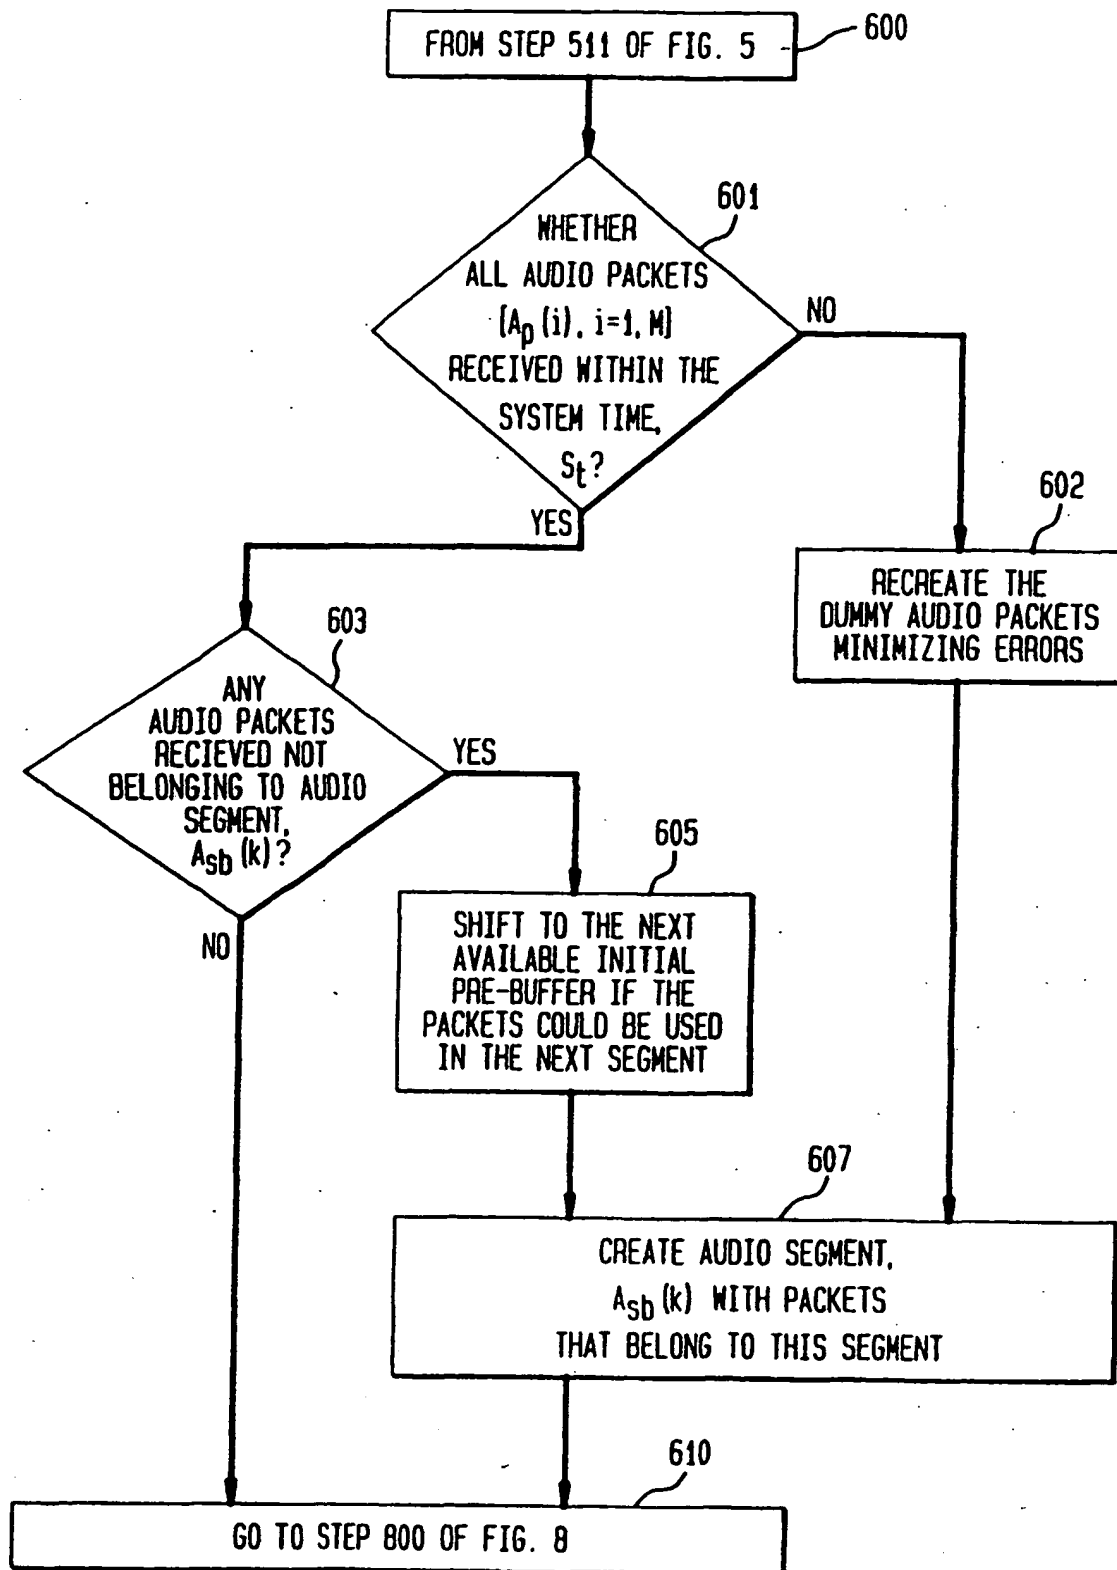 FROM STEP 511 OF FIG. 5
600
601
WHETHER
ALL AUDIO PACKETS
[Ap(i), i=1, M]
RECEIVED WITHIN THE
SYSTEM TIME,
St?
NO
YES
602
RECREATE THE
DUMMY AUDIO PACKETS
MINIMIZING ERRORS
603
ANY
AUDIO PACKETS
RECIEVED NOT
BELONGING TO AUDIO
SEGMENT,
Asb(k)?
YES
NO
605
SHIFT TO THE NEXT
AVAILABLE INITIAL
PRE-BUFFER IF THE
PACKETS COULD BE USED
IN THE NEXT SEGMENT
607
CREATE AUDIO SEGMENT,
Asb(k) WITH PACKETS
THAT BELONG TO THIS SEGMENT
610
GO TO STEP 800 OF FIG. 8